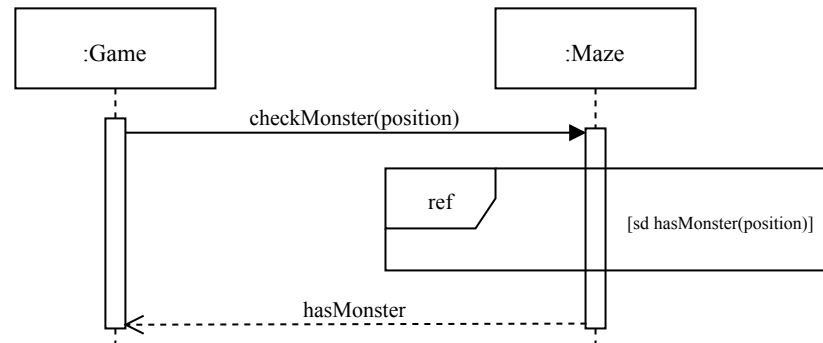 :Game
:Maze
checkMonster(position)
ref
[sd hasMonster(position)]
hasMonster